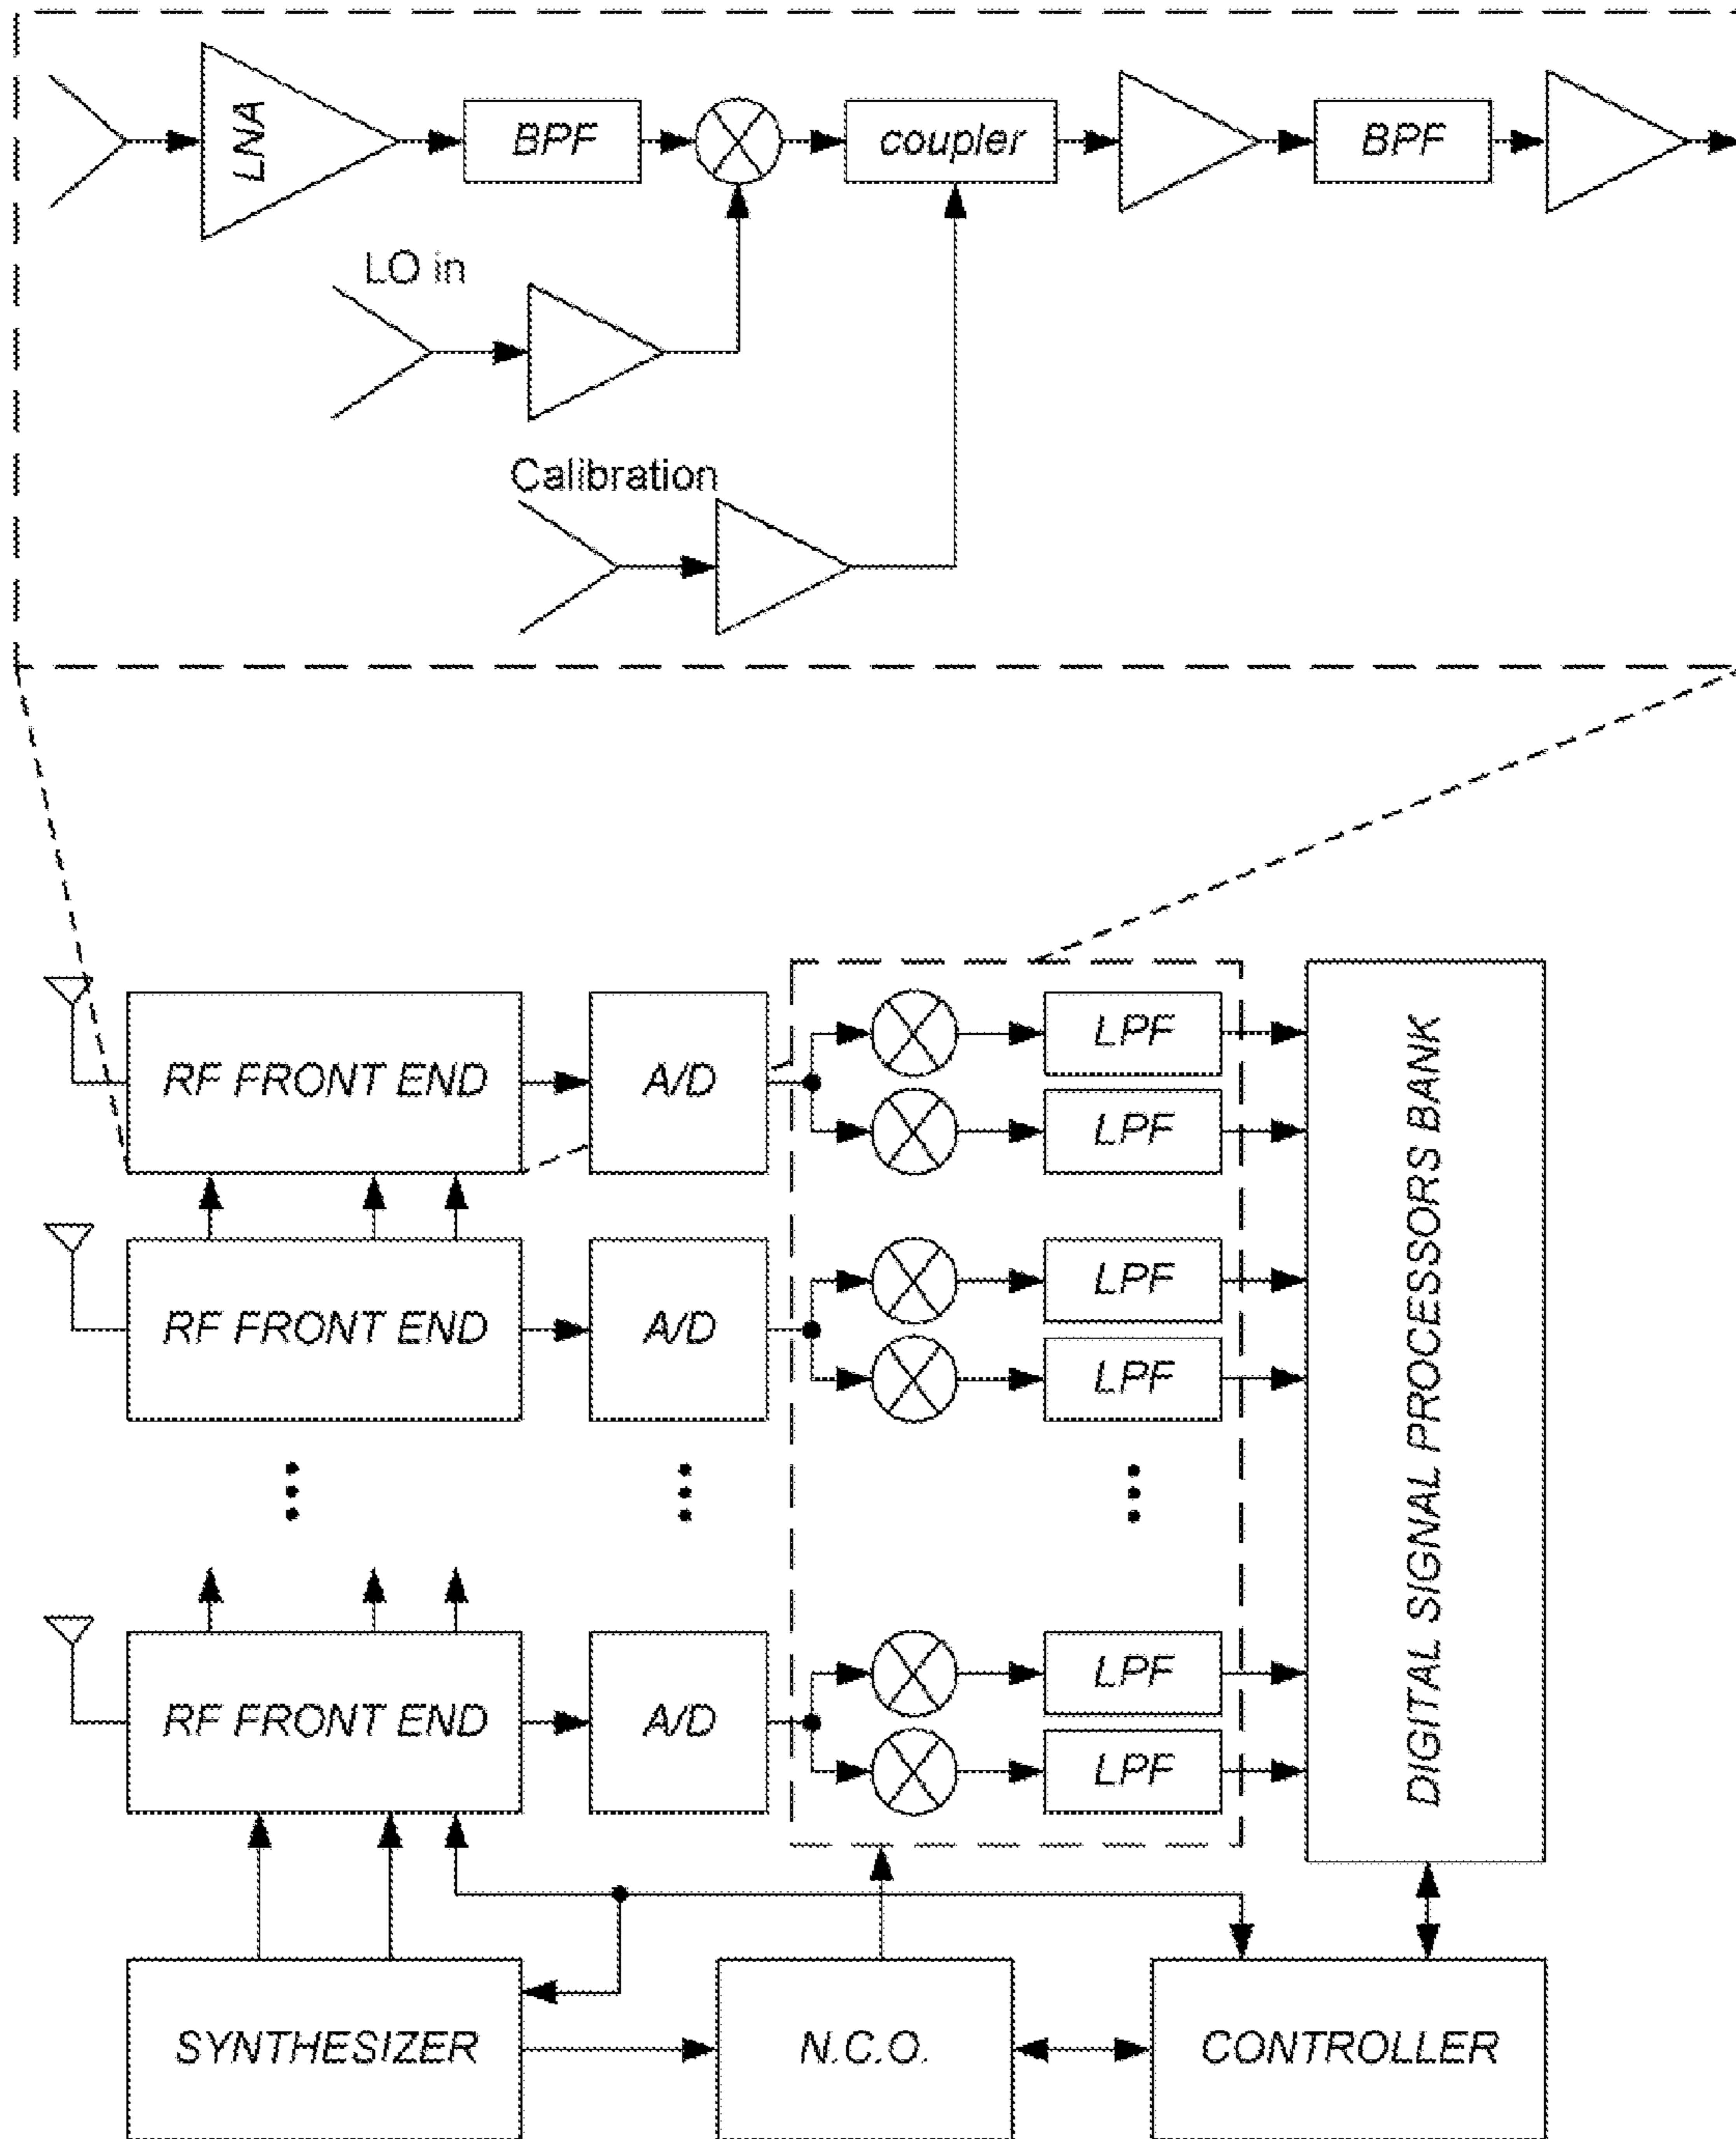 LNA
BPF
coupler
BPF
LO in
Calibration
RF FRONT END
A/D
LPF
LPF
RF FRONT END
A/D
LPF
LPF
RF FRONT END
A/D
LPF
LPF
DIGITAL SIGNAL PROCESSORS BANK
SYNTHESIZER
N.C.O.
CONTROLLER